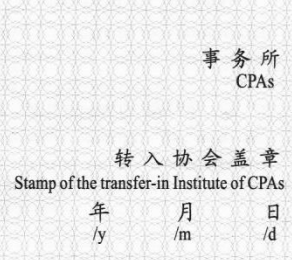 事务所
CPAs
转入协会盖章
Stamp of the transfer-in Institute of CPAs
年 月 日
/y /m /d